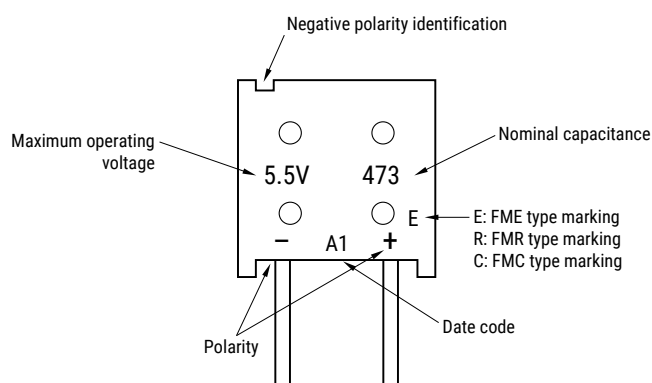 Negative polarity identification
Maximum operating
voltage
Nominal capacitance
5.5V
473
E
E: FME type marking
R: FMR type marking
C: FMC type marking
−
A1
+
Date code
Polarity